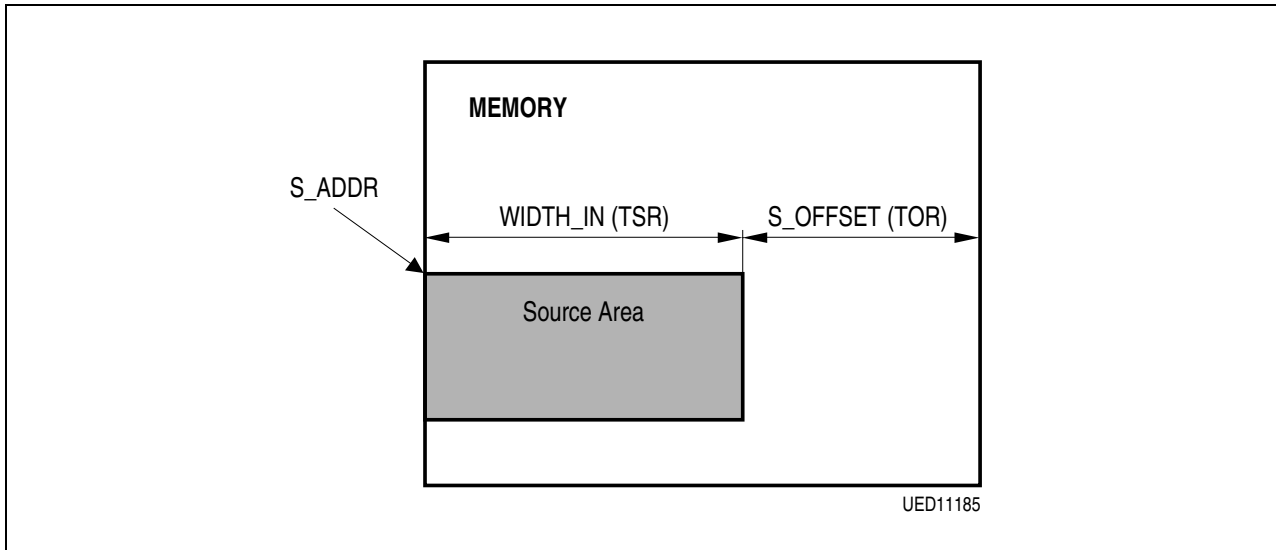 MEMORY
S_ADDR
WIDTH_IN (TSR)
S_OFFSET (TOR)
Source Area
UED11185